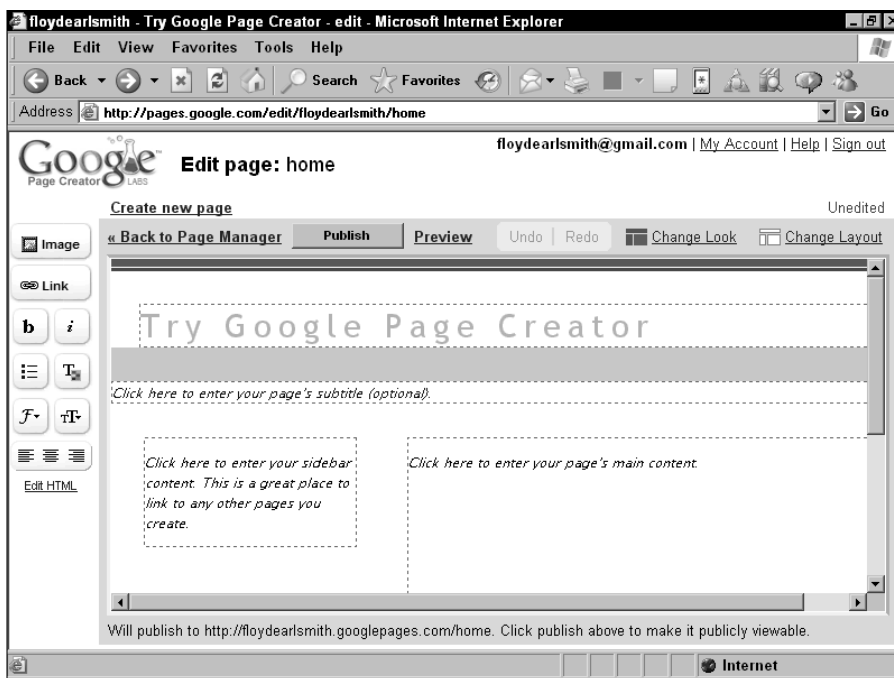 floydearlsmith - Try Google Page Creator - edit - Microsoft Internet Explorer
File Edit View Favorites Tools Help
Back Search Favorites
Address http://pages.google.com/edit/floydearlsmith/home Go
floydearlsmith@gmail.com | My Account | Help | Sign out
Google
Page Creator LABS
Edit page: home
Create new page Unedited
« Back to Page Manager Publish Preview Undo | Redo Change Look Change Layout
Image
Link
b i
T
F T
Edit HTML
Try Google Page Creator
Click here to enter your page's subtitle (optional).
Click here to enter your sidebar
content. This is a great place to
link to any other pages you
create.
Click here to enter your page's main content.
Will publish to http://floydearlsmith.googlepages.com/home. Click publish above to make it publicly viewable.
Internet